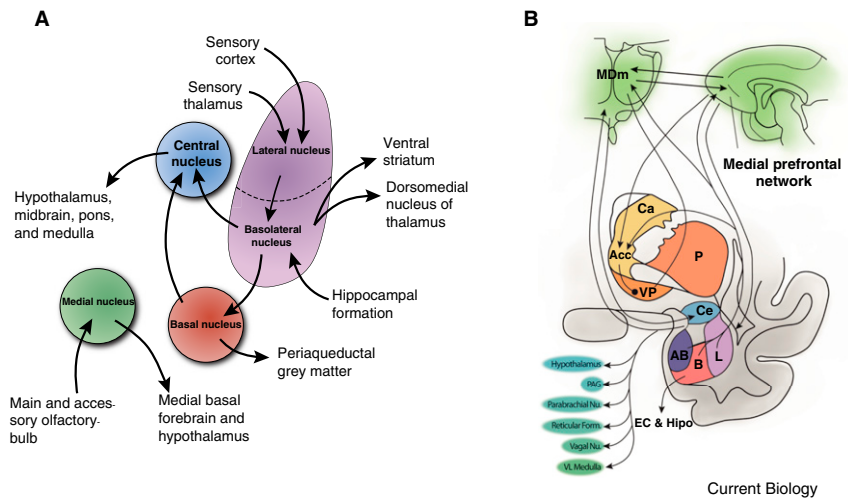 A
Sensory
cortex
Sensory
thalamus
Central
nucleus
Lateral nucleus
Ventral
striatum
Dorsomedial
nucleus of
thalamus
Hypothalamus,
midbrain, pons,
and medulla
Basolateral
nucleus
Medial nucleus
Basal nucleus
Hippocampal
formation
Periaqueductal
grey matter
Main and acces-
sory olfactory-
bulb
Medial basal
forebrain and
hypothalamus
B
MDm
Medial prefrontal
network
Ca
Acc
P
VP
Ce
AB
B
L
Hypothalamus
PAG
Parabrachial Nu.
Reticular Form.
Vagal Nu.
VL Medulla
EC & Hipo
Current Biology